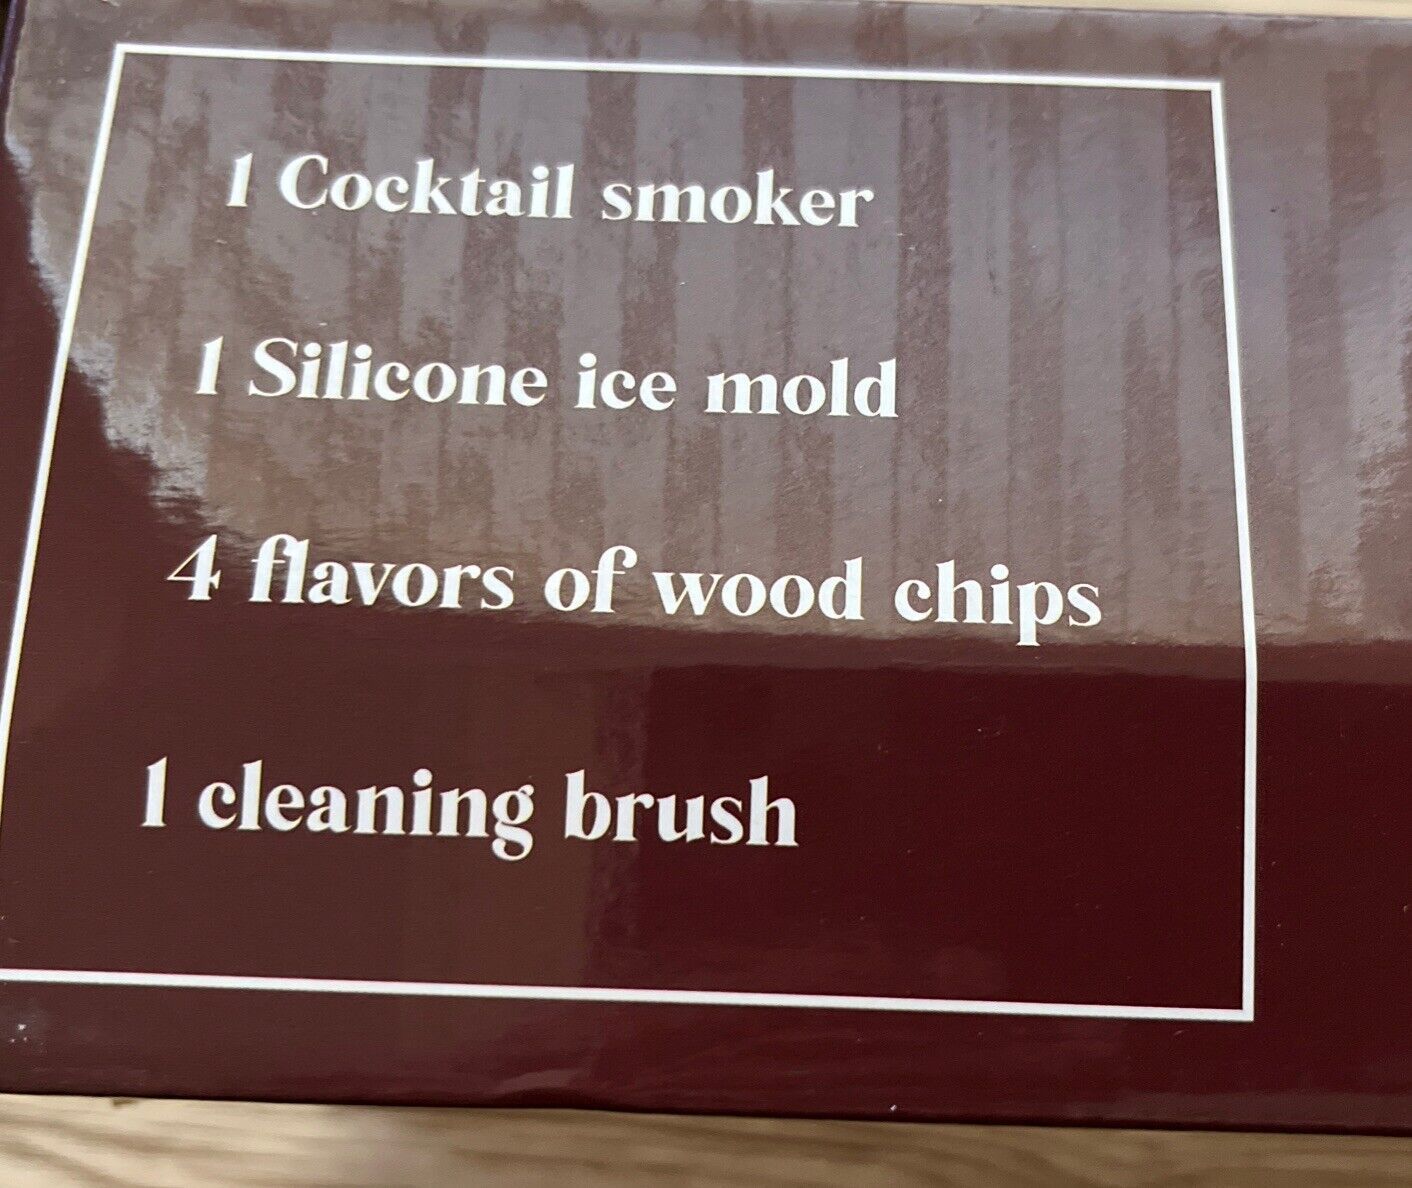 1 Cocktail smoker
1 Silicone ice mold
4 flavors of wood chips
1 cleaning brush